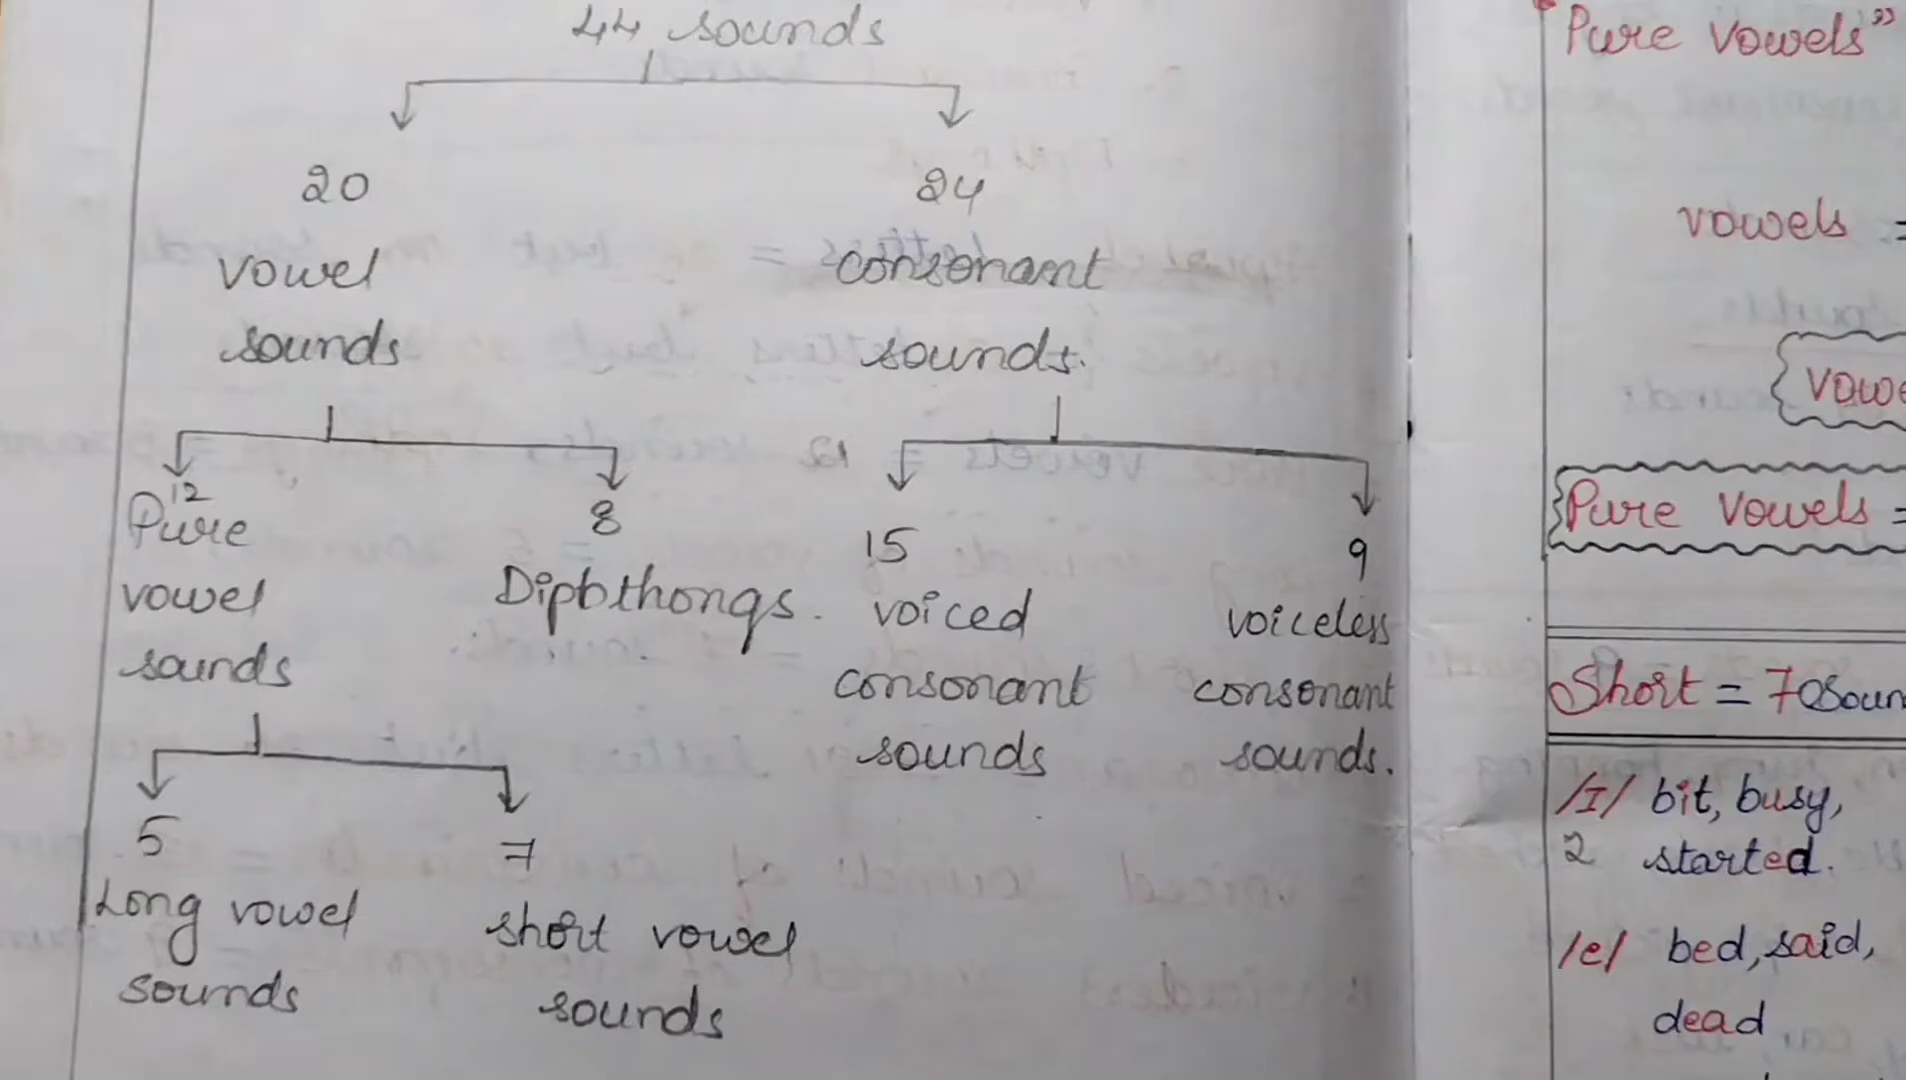 44 sounds
20
vowel
sounds
24
consonant
sounds.
12
Pure
vowel
sounds
8
Dipbthongs.
15
voiced
consonant
sounds
9
voiceless
consonant
sounds.
5
Long vowel
sounds
7
short vowel
sounds
"Pure Vowels"
vowels =
Pure Vowels =
Short = 7
/I/ bit, busy,
2 started.
/e/ bed, said,
dead